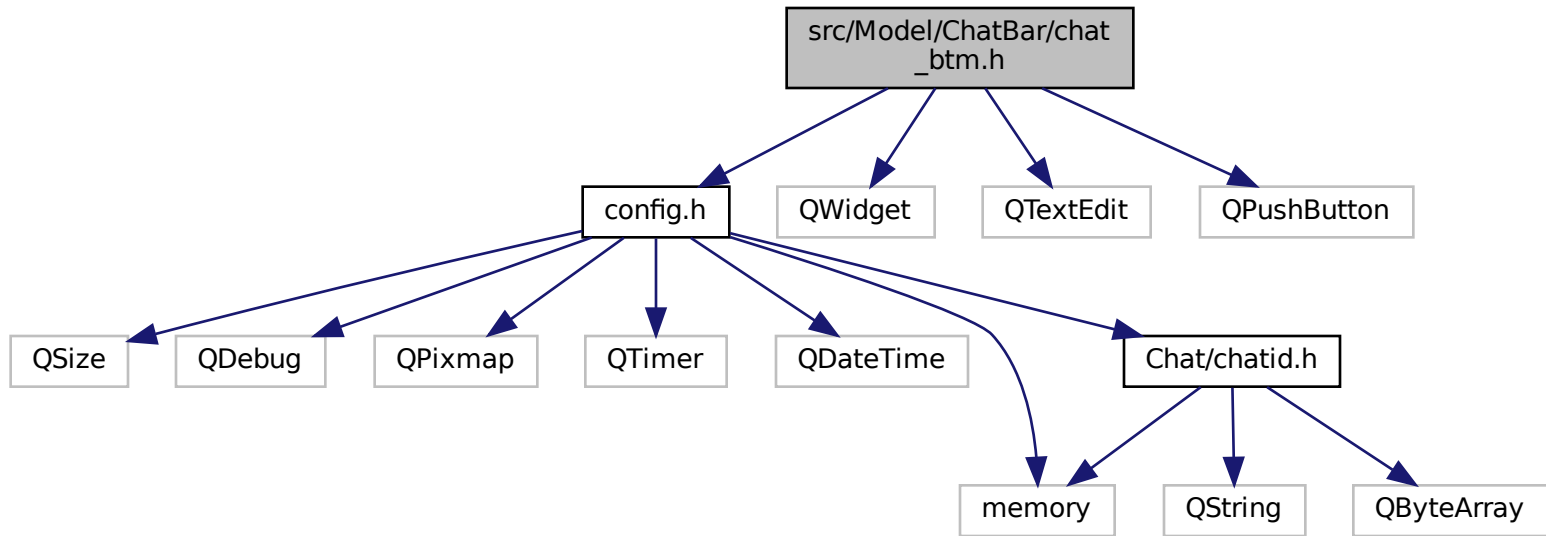 src/Model/ChatBar/chat
_btm.h
config.h
QWidget
QTextEdit
QPushButton
QSize
QDebug
QPixmap
QTimer
QDateTime
Chat/chatid.h
memory
QString
QByteArray